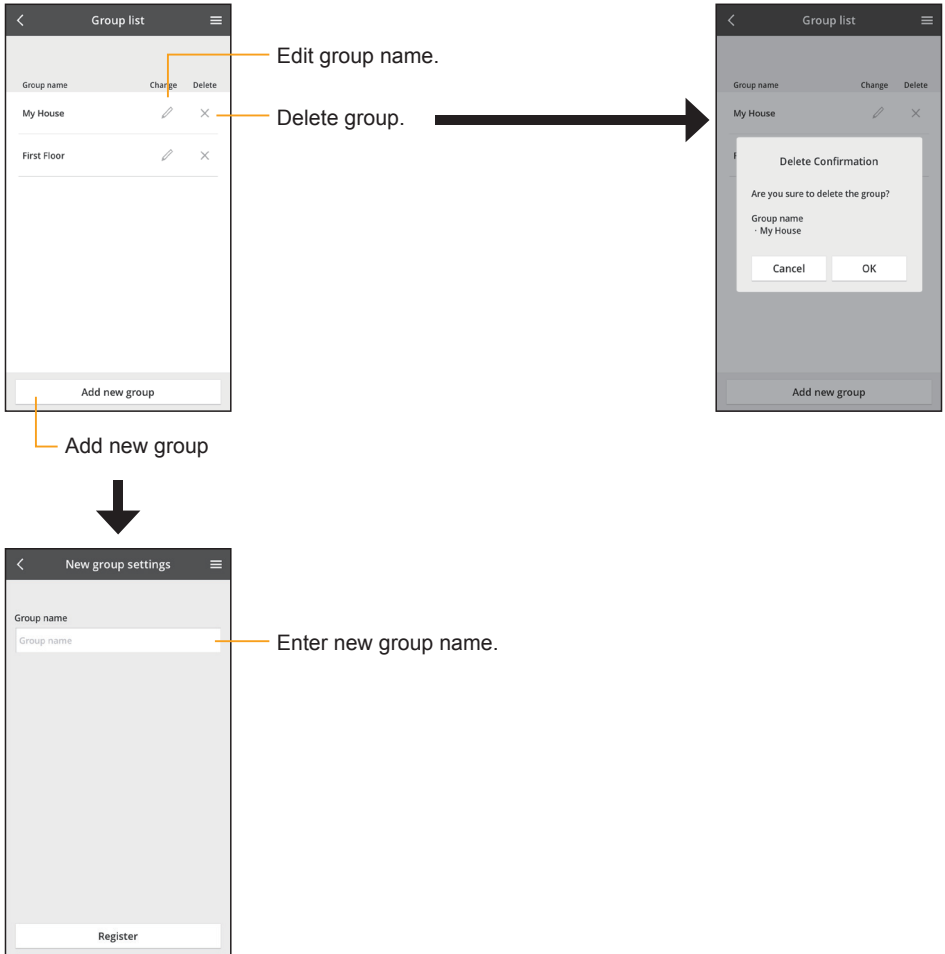 Group list
Group name Change Delete
My House
First Floor
Add new group
Edit group name.
Delete group.
Group list
Group name Change Delete
My House
F
Delete Confirmation
Are you sure to delete the group?
Group name
· My House
Cancel OK
Add new group
Add new group
New group settings
Group name
Group name
Enter new group name.
Register